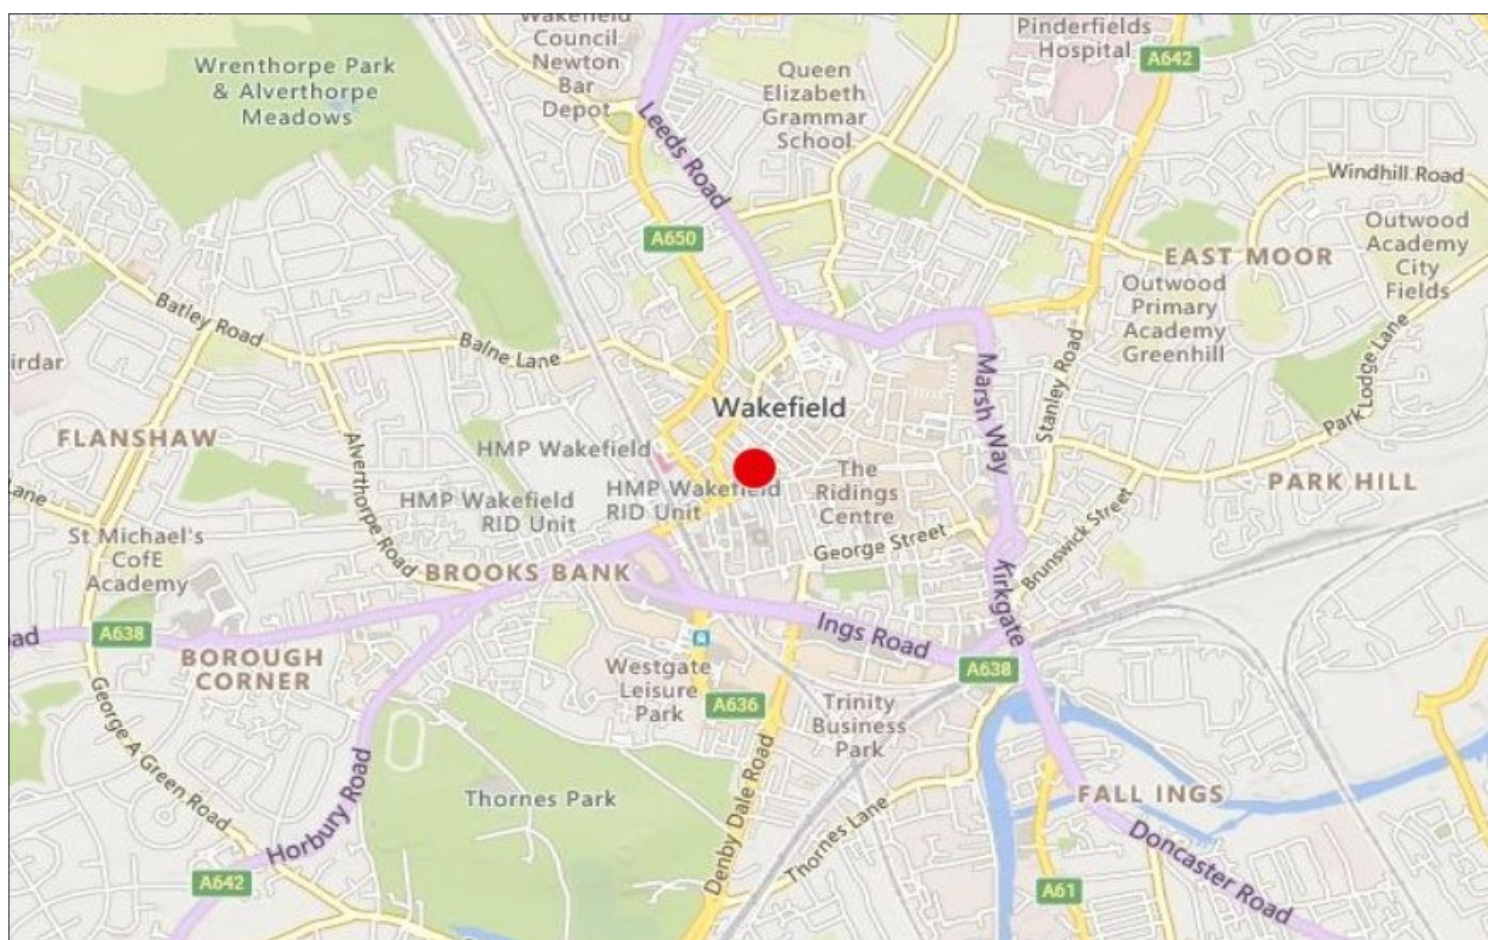 Wakefield
Council
Newton
Bar
Depot
Pinderfields
Hospital
A642
Wrenthorpe Park
& Alverthorpe
Meadows
Queen
Elizabeth
Grammar
School
Leeds Road
Windhill Road
A650
Outwood
Academy
City
Fields
EAST MOOR
Outwood
Primary
Academy
Greenhill
Batley Road
Balne Lane
irdar
Marsh Way
Stanley Road
Park Lodge Lane
Wakefield
FLANSHAW
HMP Wakefield
Alverthorpe Road
HMP Wakefield
RID Unit
HMP Wakefield
RID Unit
The
Ridings
Centre
PARK HILL
Lane
St Michael's
CofE
Academy
George Street
Brunswick Street
BROOKS BANK
Kirkgate
A638
oad
Ings Road
BOROUGH
CORNER
A638
Westgate
Leisure
Park
A636
Trinity
Business
Park
George A Green Road
Horbury Road
Thornes Park
Denby Dale Road
Thornes Lane
FALL INGS
Doncaster Road
A642
A61